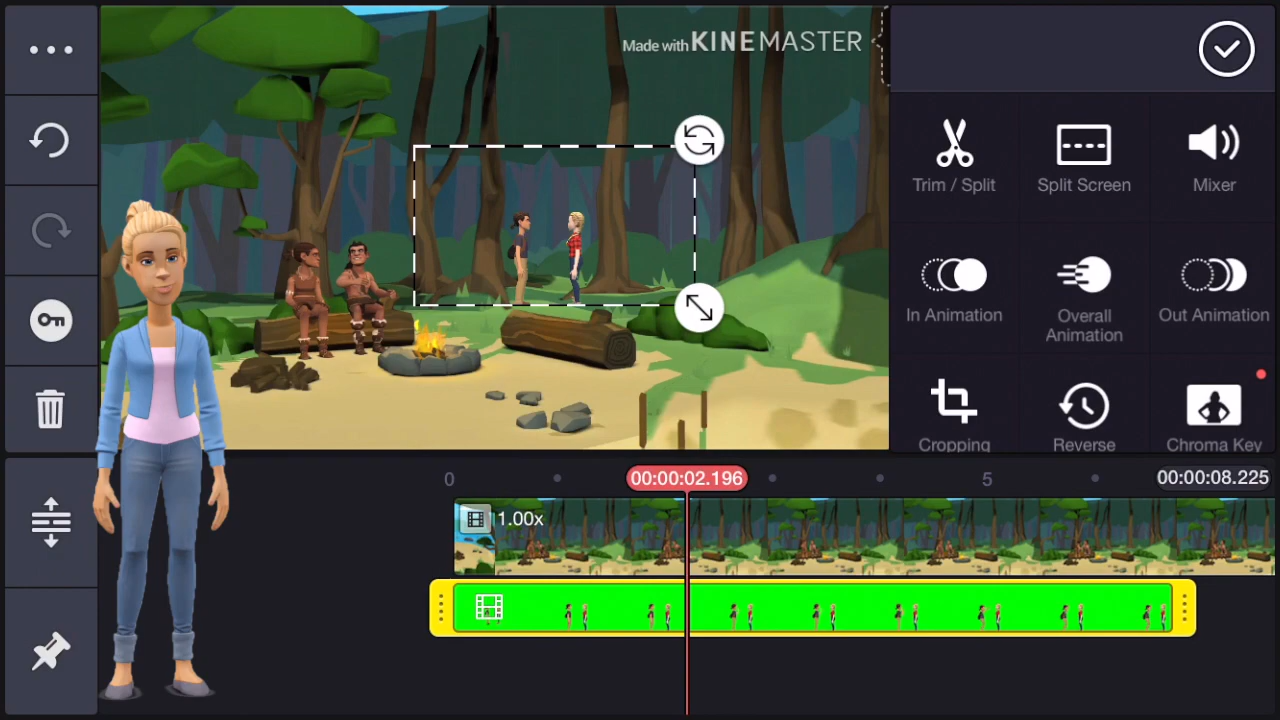 Made with KINEMASTER
Trim / Split
Split Screen
Mixer
In Animation
Overall
Animation
Out Animation
Cropping
Reverse
Chroma Key
0
00:00:02.196
5
00:00:08.225
1.00x